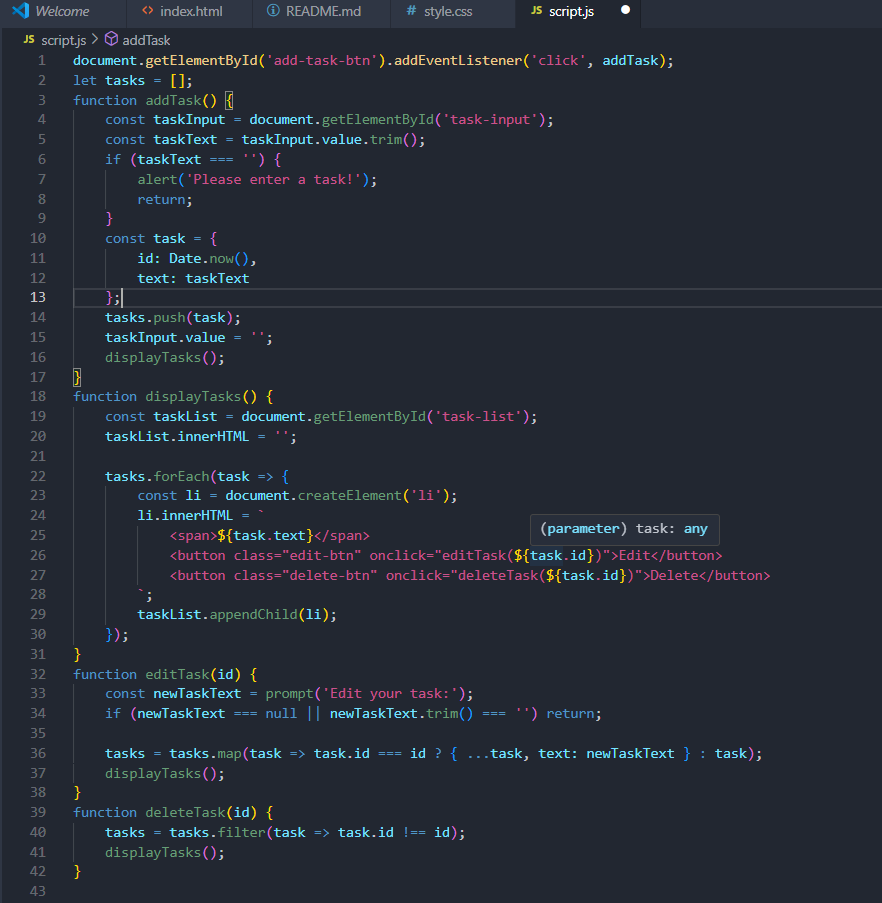 Welcome
index.html
README.md
# style.css
JS script.js
JS script.js > addTask
1 document.getElementById('add-task-btn').addEventListener('click', addTask);
2 let tasks = [];
3 function addTask() {
4     const taskInput = document.getElementById('task-input');
5     const taskText = taskInput.value.trim();
6     if (taskText === '') {
7         alert('Please enter a task!');
8         return;
9     }
10     const task = {
11         id: Date.now(),
12         text: taskText
13     };
14     tasks.push(task);
15     taskInput.value = '';
16     displayTasks();
17 }
18 function displayTasks() {
19     const taskList = document.getElementById('task-list');
20     taskList.innerHTML = '';
21
22     tasks.forEach(task => {
23         const li = document.createElement('li');
24         li.innerHTML = `
(parameter) task: any
25             <span>${task.text}</span>
26             <button class="edit-btn" onclick="editTask(${task.id})">Edit</button>
27             <button class="delete-btn" onclick="deleteTask(${task.id})">Delete</button>
28         `;
29         taskList.appendChild(li);
30     });
31 }
32 function editTask(id) {
33     const newTaskText = prompt('Edit your task:');
34     if (newTaskText === null || newTaskText.trim() === '') return;
35
36     tasks = tasks.map(task => task.id === id ? { ...task, text: newTaskText } : task);
37     displayTasks();
38 }
39 function deleteTask(id) {
40     tasks = tasks.filter(task => task.id !== id);
41     displayTasks();
42 }
43